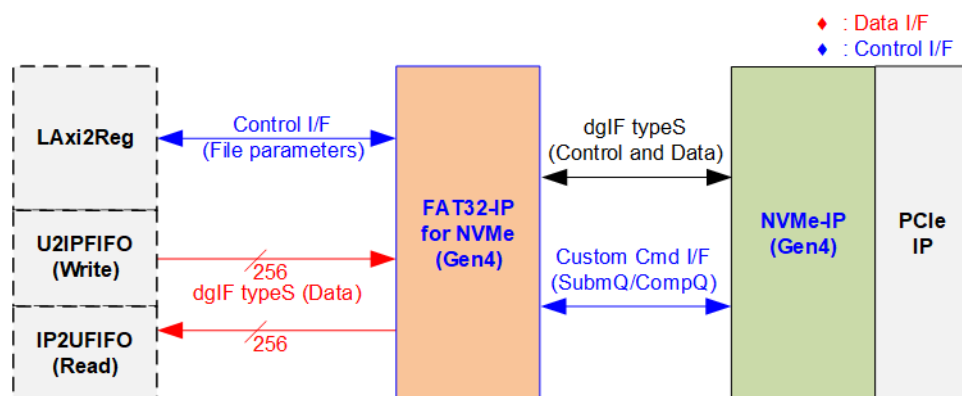 ♦ : Data I/F
♦ : Control I/F
LAxi2Reg
Control I/F
(File parameters)
U2IPFIFO
(Write)
256
dgIF typeS (Data)
IP2UFIFO
(Read)
256
FAT32-IP
for NVMe
(Gen4)
dgIF typeS
(Control and Data)
Custom Cmd I/F
(SubmQ/CompQ)
NVMe-IP
(Gen4)
PCIe
IP